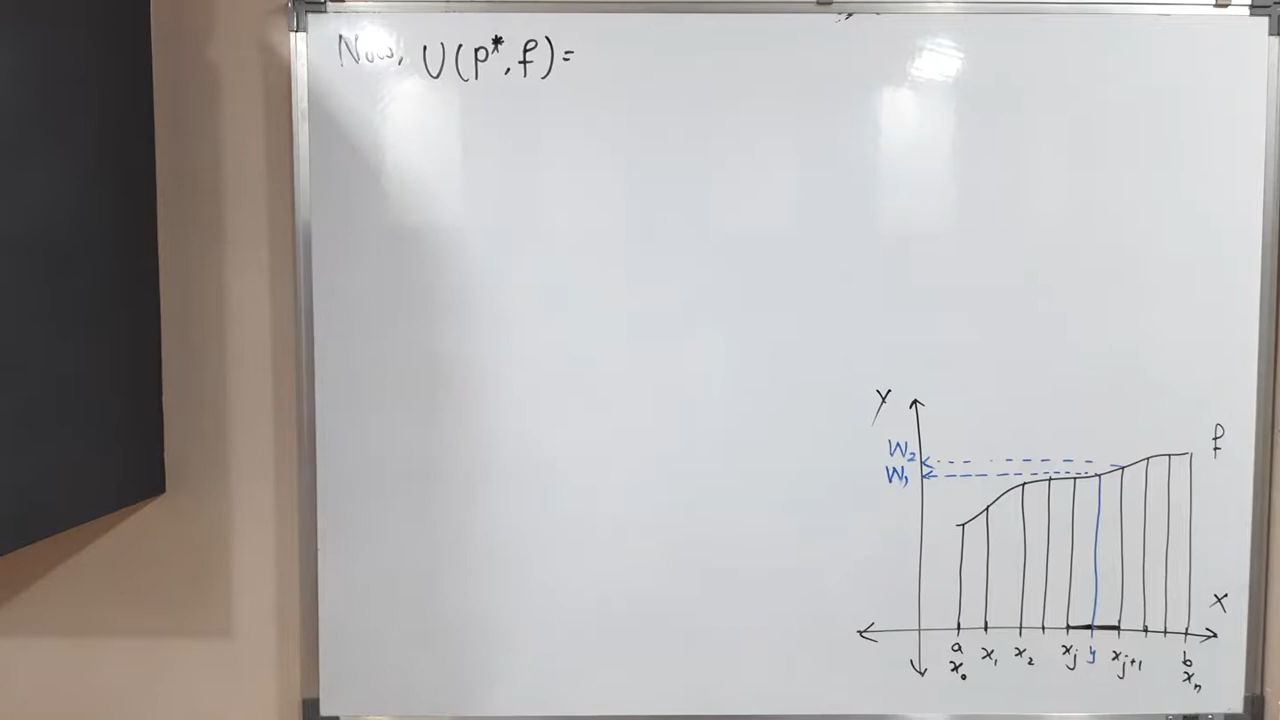 Now, U(p*, f) =
Y
f
W₂
W₁
X
a x₁ x₂ xⱼ y xⱼ₊₁ b
x₀ xₙ